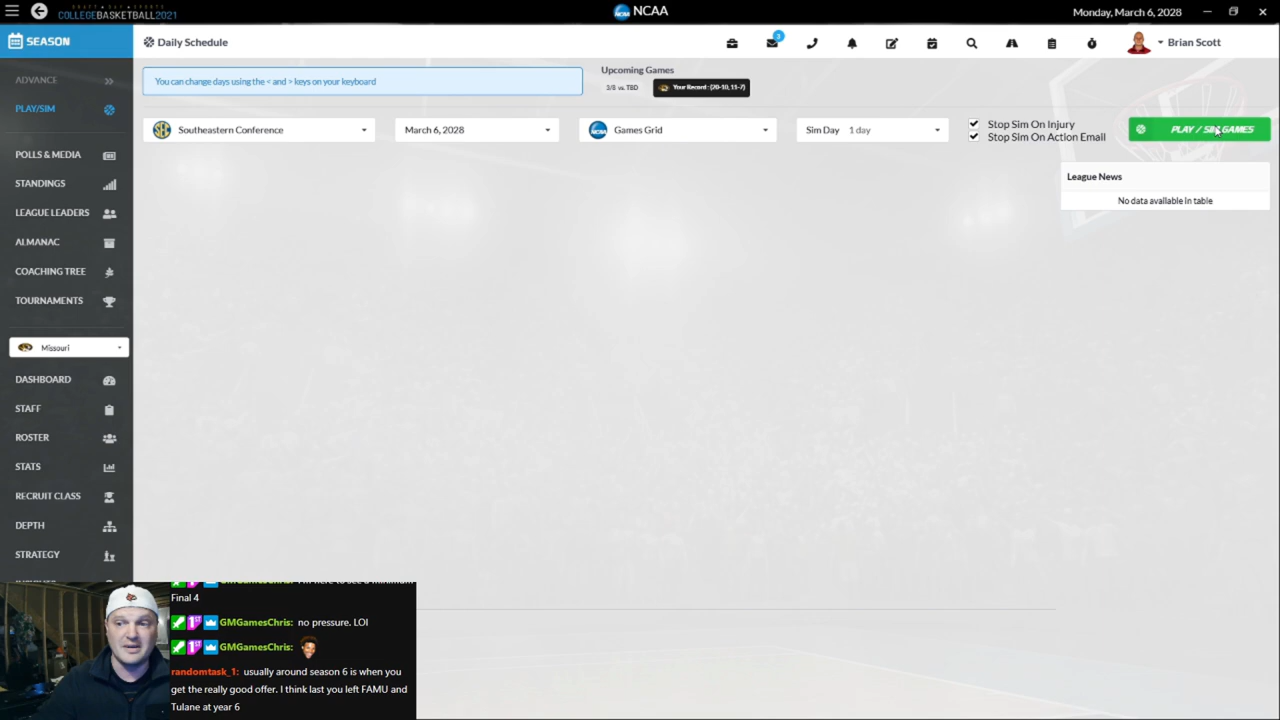 DRAFT DAY SPORTS
COLLEGEBASKETBALL2021
NCAA
Monday, March 6, 2028
SEASON
Daily Schedule
3
Brian Scott
ADVANCE
PLAY/SIM
You can change days using the < and > keys on your keyboard
Upcoming Games
3/8 vs. TBD
Your Record : (20-10, 11-7)
Southeastern Conference
March 6, 2028
Games Grid
Sim Day 1 day
Stop Sim On Injury
Stop Sim On Action Email
PLAY / SIM GAMES
League News
No data available in table
POLLS & MEDIA
STANDINGS
LEAGUE LEADERS
ALMANAC
COACHING TREE
TOURNAMENTS
Missouri
DASHBOARD
STAFF
ROSTER
STATS
RECRUIT CLASS
DEPTH
STRATEGY
Final 4
GMGamesChris: no pressure. LOl
GMGamesChris:
randomtask_1: usually around season 6 is when you
get the really good offer. I think last you left FAMU and
Tulane at year 6